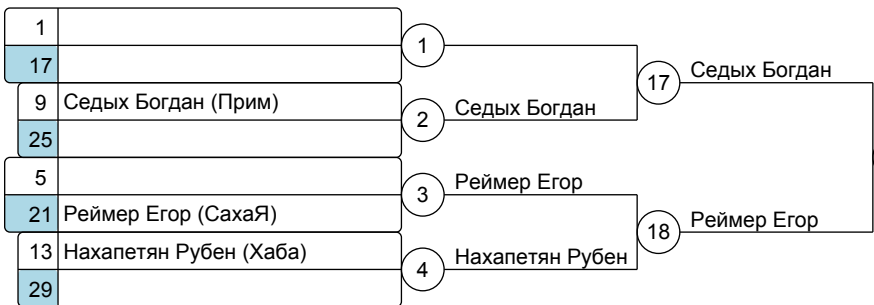 1
17
9 Седых Богдан (Прим)
25
5
21 Реймер Егор (СахаЯ)
13 Нахапетян Рубен (Хаба)
29
1
2 Седых Богдан
3 Реймер Егор
4 Нахапетян Рубен
17 Седых Богдан
18 Реймер Егор